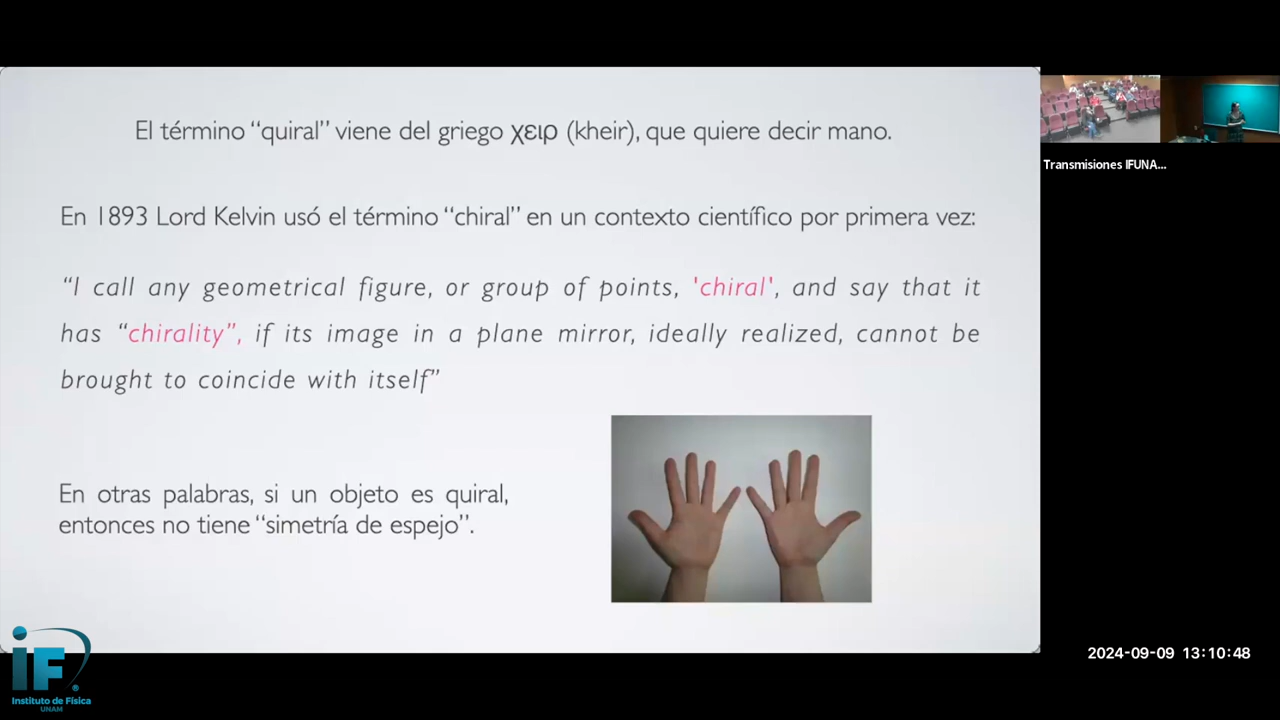 El término “quiral” viene del griego χειρ (kheir), que quiere decir mano.
En 1893 Lord Kelvin usó el término “chiral” en un contexto científico por primera vez:
“I call any geometrical figure, or group of points, 'chiral', and say that it
has “chirality”, if its image in a plane mirror, ideally realized, cannot be
brought to coincide with itself”
En otras palabras, si un objeto es quiral,
entonces no tiene “simetría de espejo”.
Transmisiones IFUNA...
2024-09-09 13:10:48
iF
Instituto de Física
UNAM